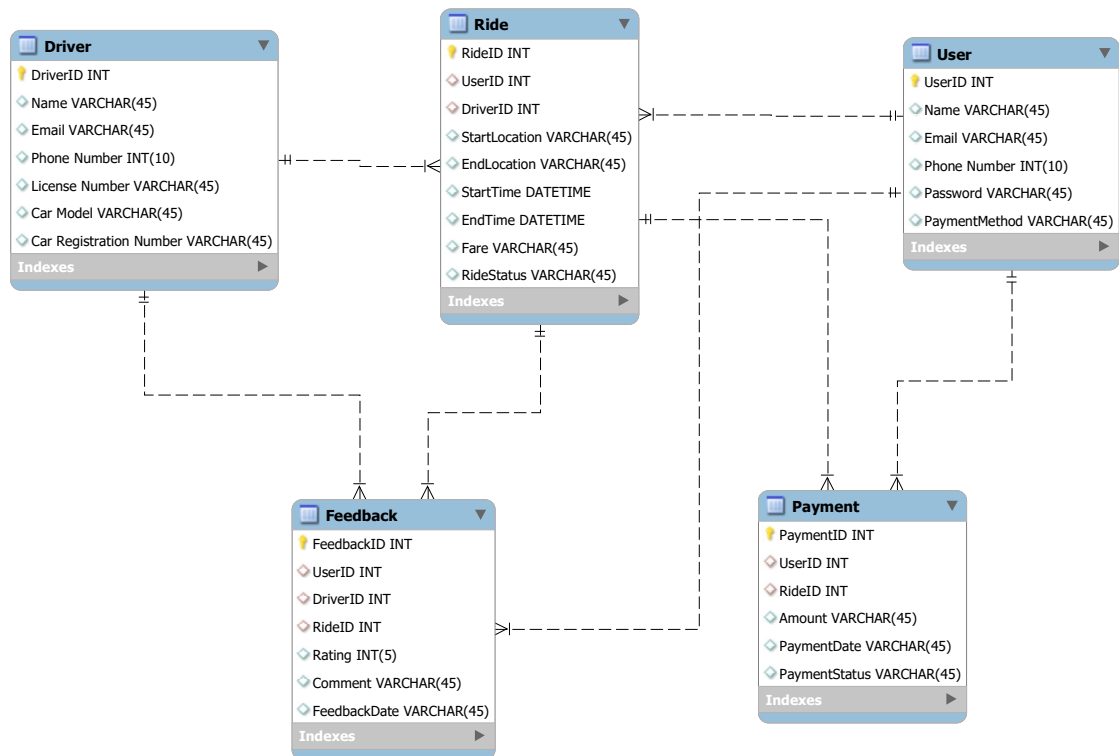 Driver
DriverID INT
Name VARCHAR(45)
Email VARCHAR(45)
Phone Number INT(10)
License Number VARCHAR(45)
Car Model VARCHAR(45)
Car Registration Number VARCHAR(45)
Indexes
Ride
RideID INT
UserID INT
DriverID INT
StartLocation VARCHAR(45)
EndLocation VARCHAR(45)
StartTime DATETIME
EndTime DATETIME
Fare VARCHAR(45)
RideStatus VARCHAR(45)
Indexes
User
UserID INT
Name VARCHAR(45)
Email VARCHAR(45)
Phone Number INT(10)
Password VARCHAR(45)
PaymentMethod VARCHAR(45)
Indexes
Feedback
FeedbackID INT
UserID INT
DriverID INT
RideID INT
Rating INT(5)
Comment VARCHAR(45)
FeedbackDate VARCHAR(45)
Indexes
Payment
PaymentID INT
UserID INT
RideID INT
Amount VARCHAR(45)
PaymentDate VARCHAR(45)
PaymentStatus VARCHAR(45)
Indexes